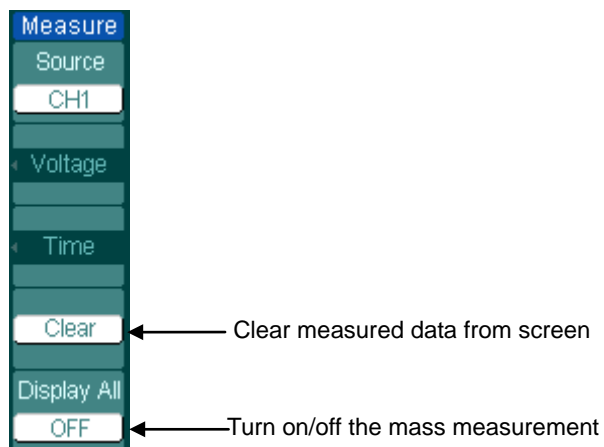 Measure
Source
CH1
Voltage
Time
Clear
Clear measured data from screen
Display All
OFF
Turn on/off the mass measurement